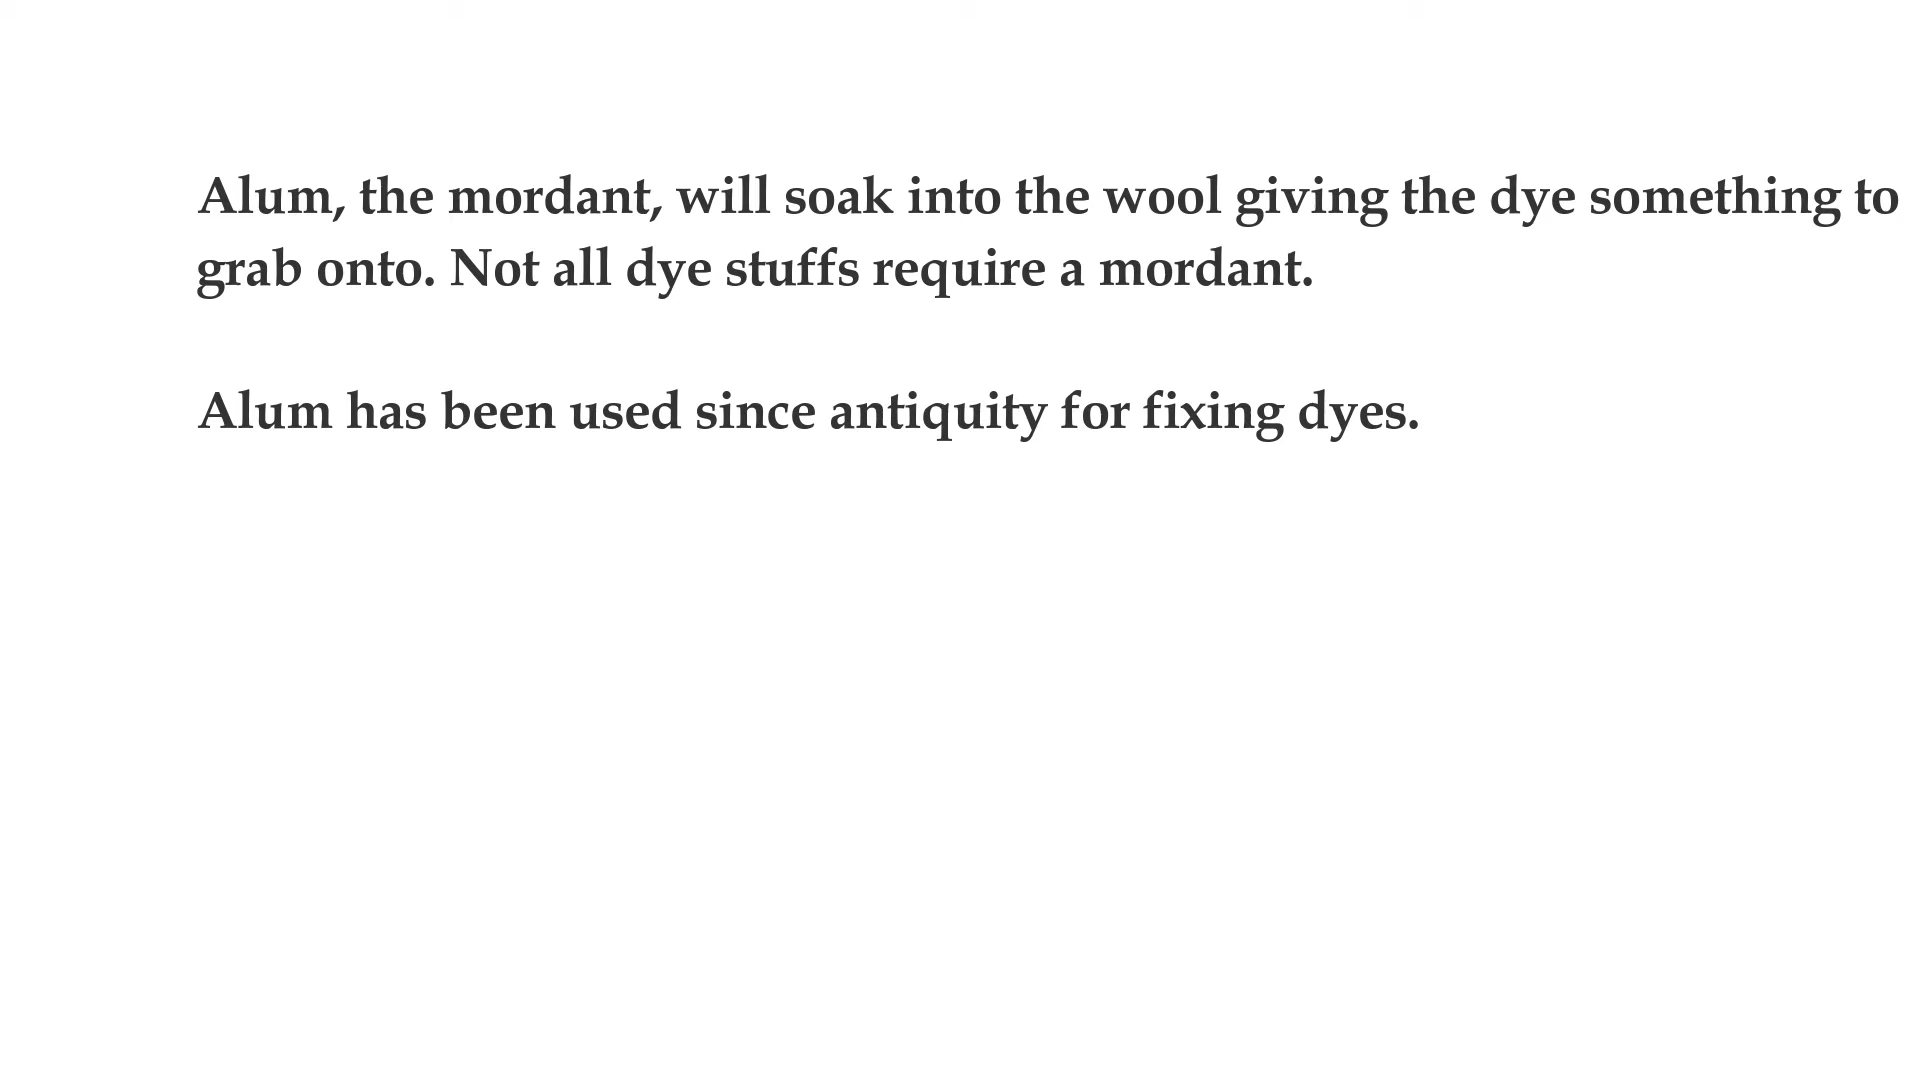 Alum, the mordant, will soak into the wool giving the dye something to
grab onto. Not all dye stuffs require a mordant.
Alum has been used since antiquity for fixing dyes.